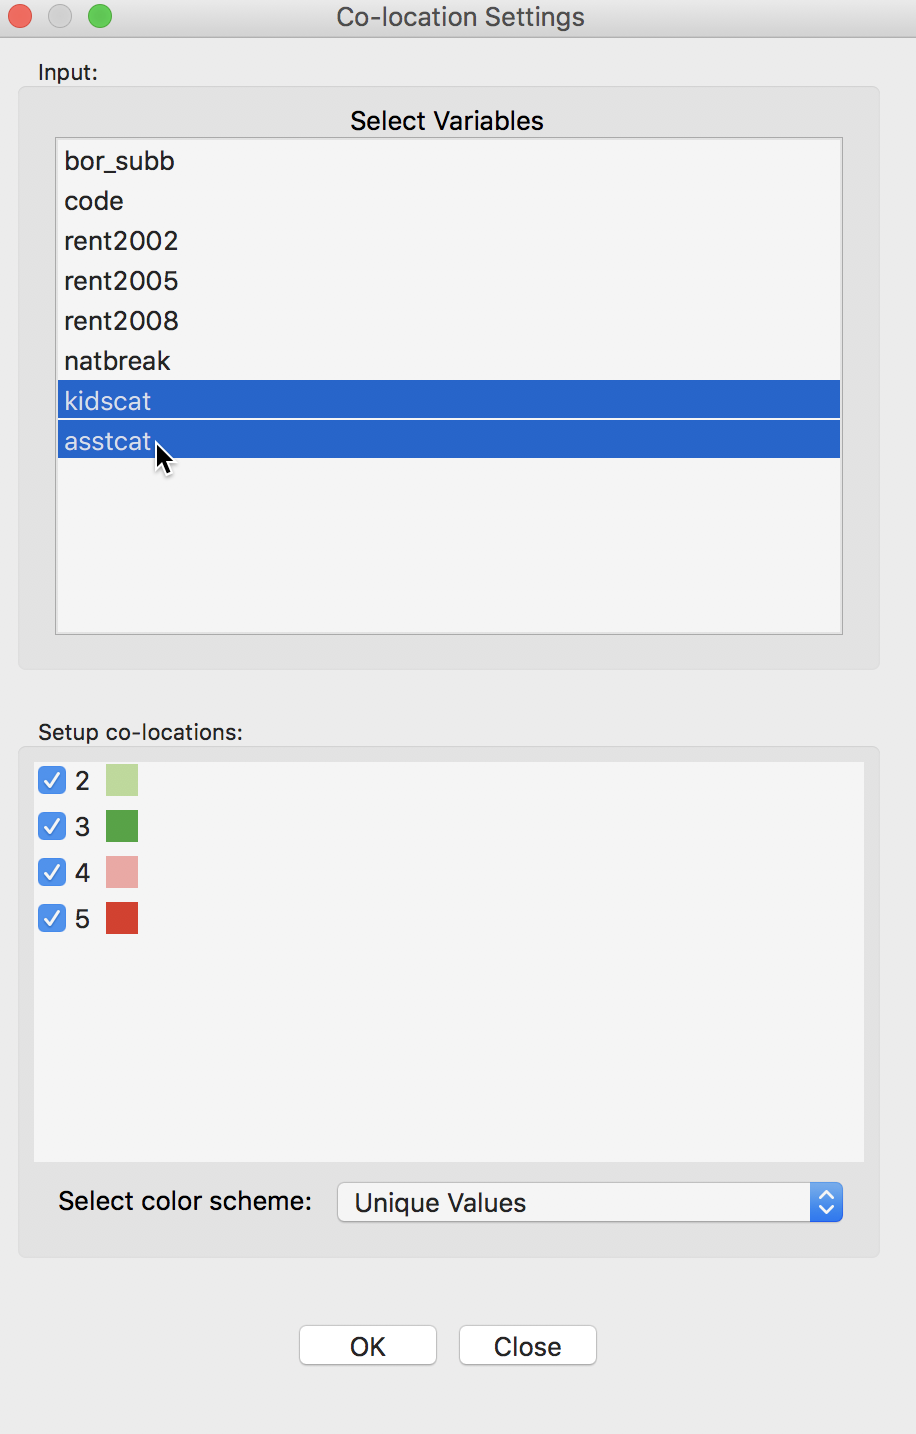 Co-location Settings
Input:
Select Variables
bor_subb
code
rent2002
rent2005
rent2008
natbreak
kidscat
asstcat
Setup co-locations:
2
3
4
5
Select color scheme: Unique Values
OK Close